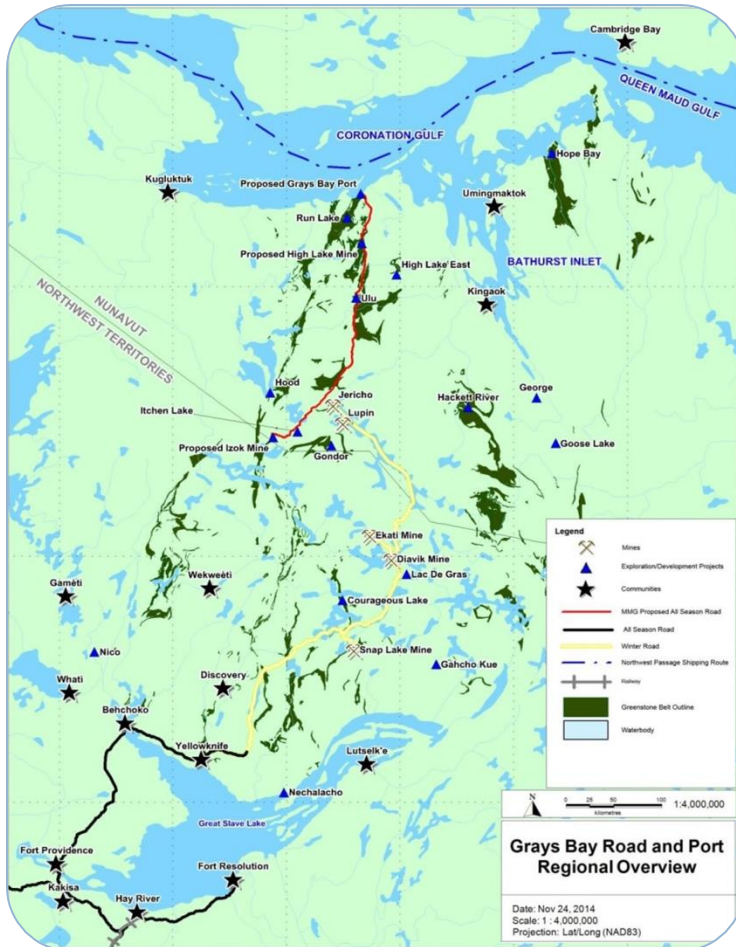 Cambridge Bay
QUEEN MAUD GULF
CORONATION GULF
Hope Bay
Kugluktuk
Proposed Grays Bay Port
Umingmaktok
Run Lake
Proposed High Lake Mine
High Lake East
BATHURST INLET
Ulu
Kingaok
NUNAVUT
NORTHWEST TERRITORIES
Hood
Jericho
George
Hackett River
Itchen Lake
Lupin
Proposed Izok Mine
Gondor
Goose Lake
Ekati Mine
Diavik Mine
Lac De Gras
Gamèti
Wekweèti
Courageous Lake
Nico
Snap Lake Mine
Gahcho Kue
Whati
Discovery
Behchoko
Yellowknife
Lutselk'e
Nechalacho
Great Slave Lake
Fort Providence
Fort Resolution
Kakisa
Hay River
Legend
Mines
Exploration/Development Projects
Communities
MMG Proposed All Season Road
All Season Road
Winter Road
Northwest Passage Shipping Route
Railway
Greenstone Belt Outline
Waterbody
N
0 25 50 100
kilometres
1:4,000,000
Grays Bay Road and Port
Regional Overview
Date: Nov 24, 2014
Scale: 1 : 4,000,000
Projection: Lat/Long (NAD83)